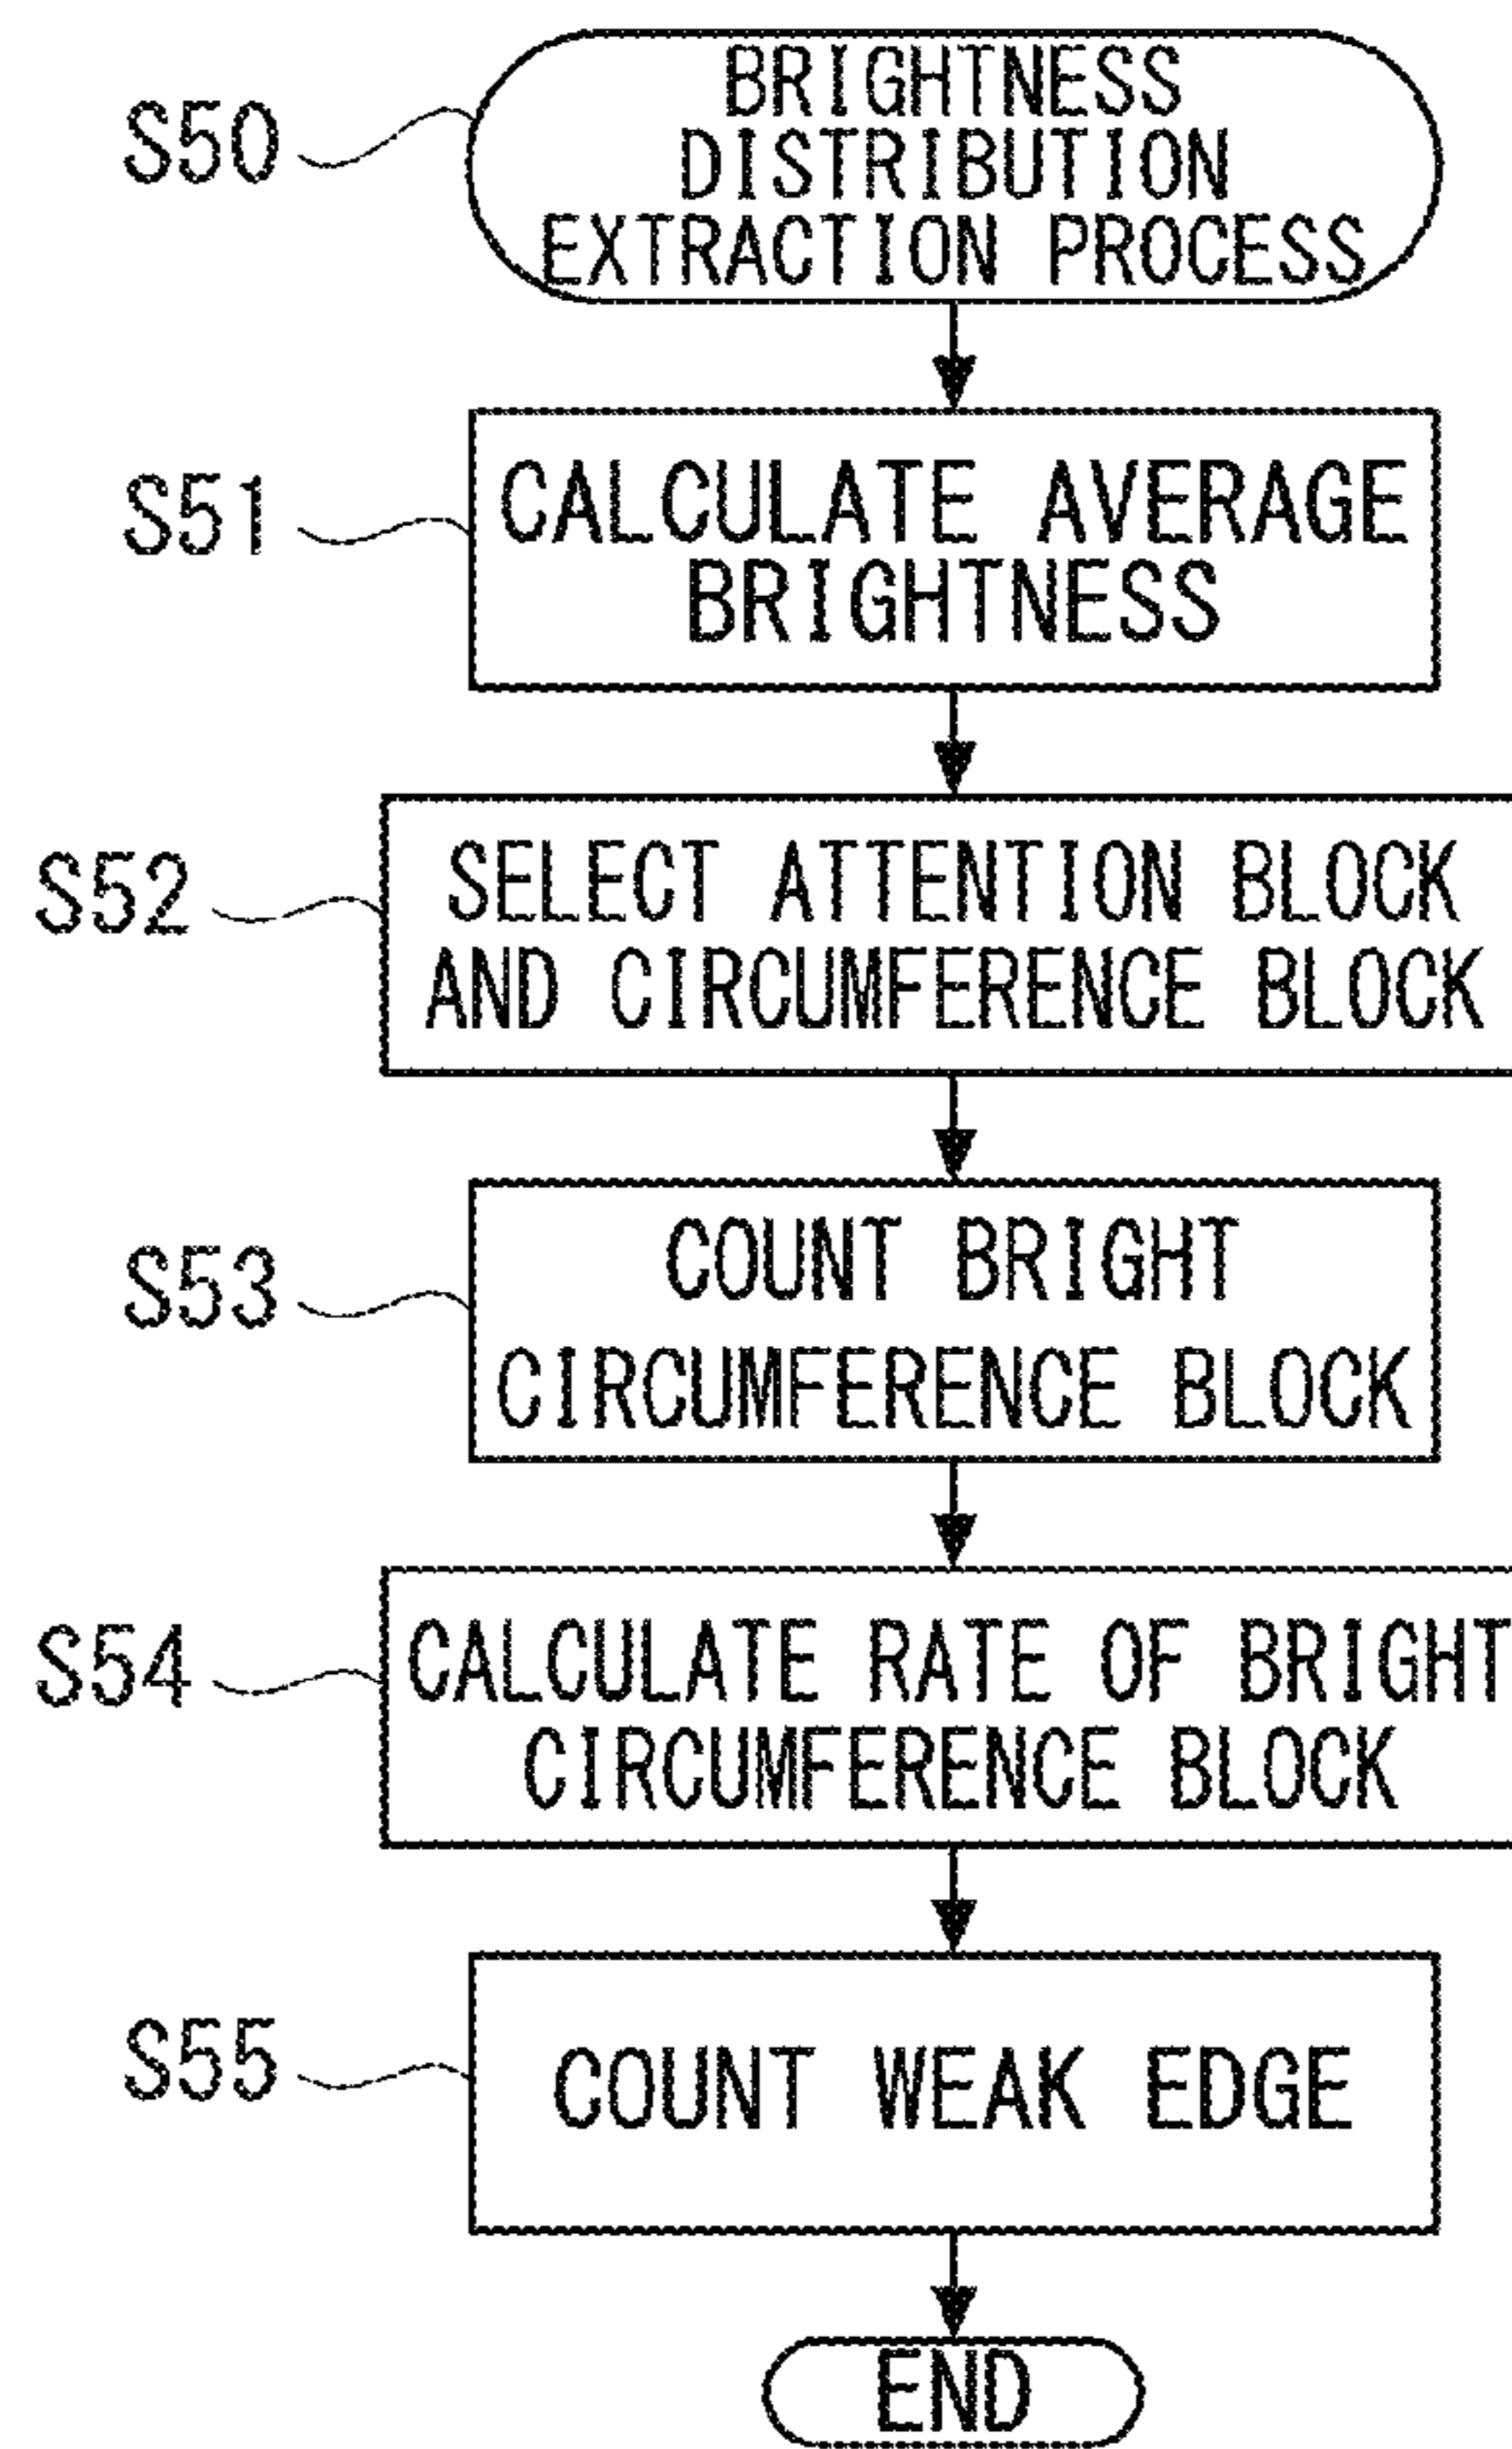 S50
BRIGHTNESS
DISTRIBUTION
EXTRACTION PROCESS
S51
CALCULATE AVERAGE
BRIGHTNESS
S52
SELECT ATTENTION BLOCK
AND CIRCUMFERENCE BLOCK
S53
COUNT BRIGHT
CIRCUMFERENCE BLOCK
S54
CALCULATE RATE OF BRIGHT
CIRCUMFERENCE BLOCK
S55
COUNT WEAK EDGE
END